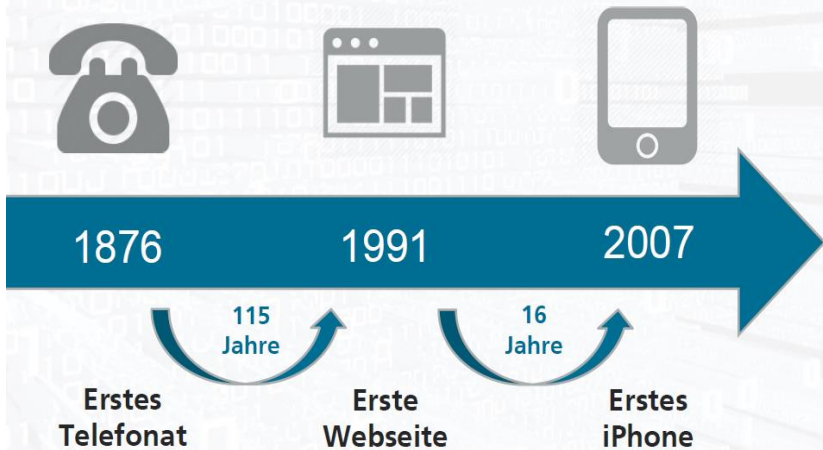 1876
1991
2007
115
Jahre
16
Jahre
Erstes
Telefonat
Erste
Webseite
Erstes
iPhone